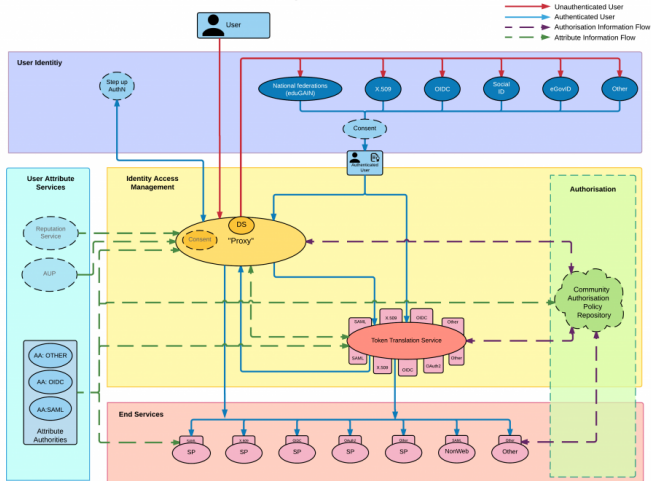 Unauthenticated User
Authenticated User
Authorisation Information Flow
Attribute Information Flow
User
User Identitiy
Step up
AuthN
National federations
(eduGAIN)
X.509
OIDC
Social
ID
eGovID
Other
Consent
Authenticated
User
User Attribute
Services
Identity Access
Management
Authorisation
Reputation
Service
AUP
DS
Consent
"Proxy"
Community
Authorisation
Policy
Repository
SAML
X.509
OIDC
Other
Token Translation Service
SAML
X.509
OIDC
OAuth2
Other
AA: OTHER
AA: OIDC
AA:SAML
Attribute
Authorities
End Services
SP
SP
SP
SP
SP
NonWeb
Other